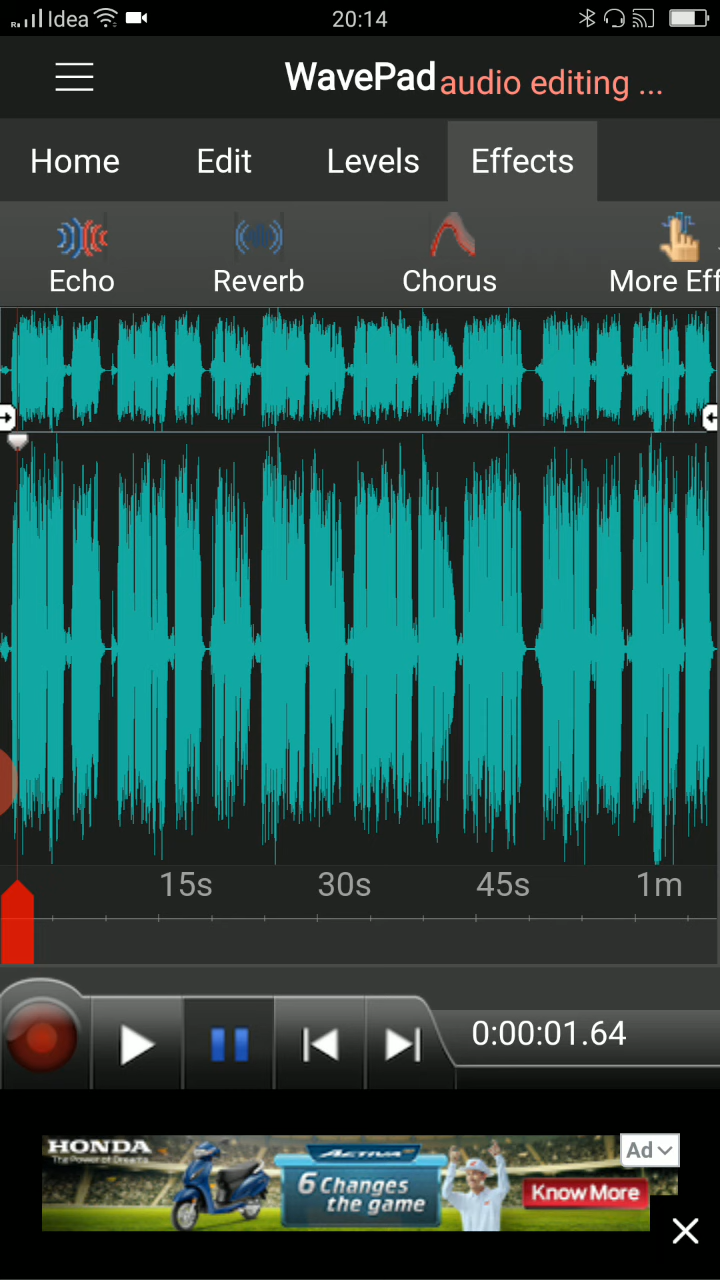 Idea 20:14
WavePad audio editing ...
Home Edit Levels Effects
Echo Reverb Chorus More Eff
15s 30s 45s 1m
0:00:01.64
HONDA
The Power of Dreams
ACTIVA
6 Changes
the game
Know More
Ad